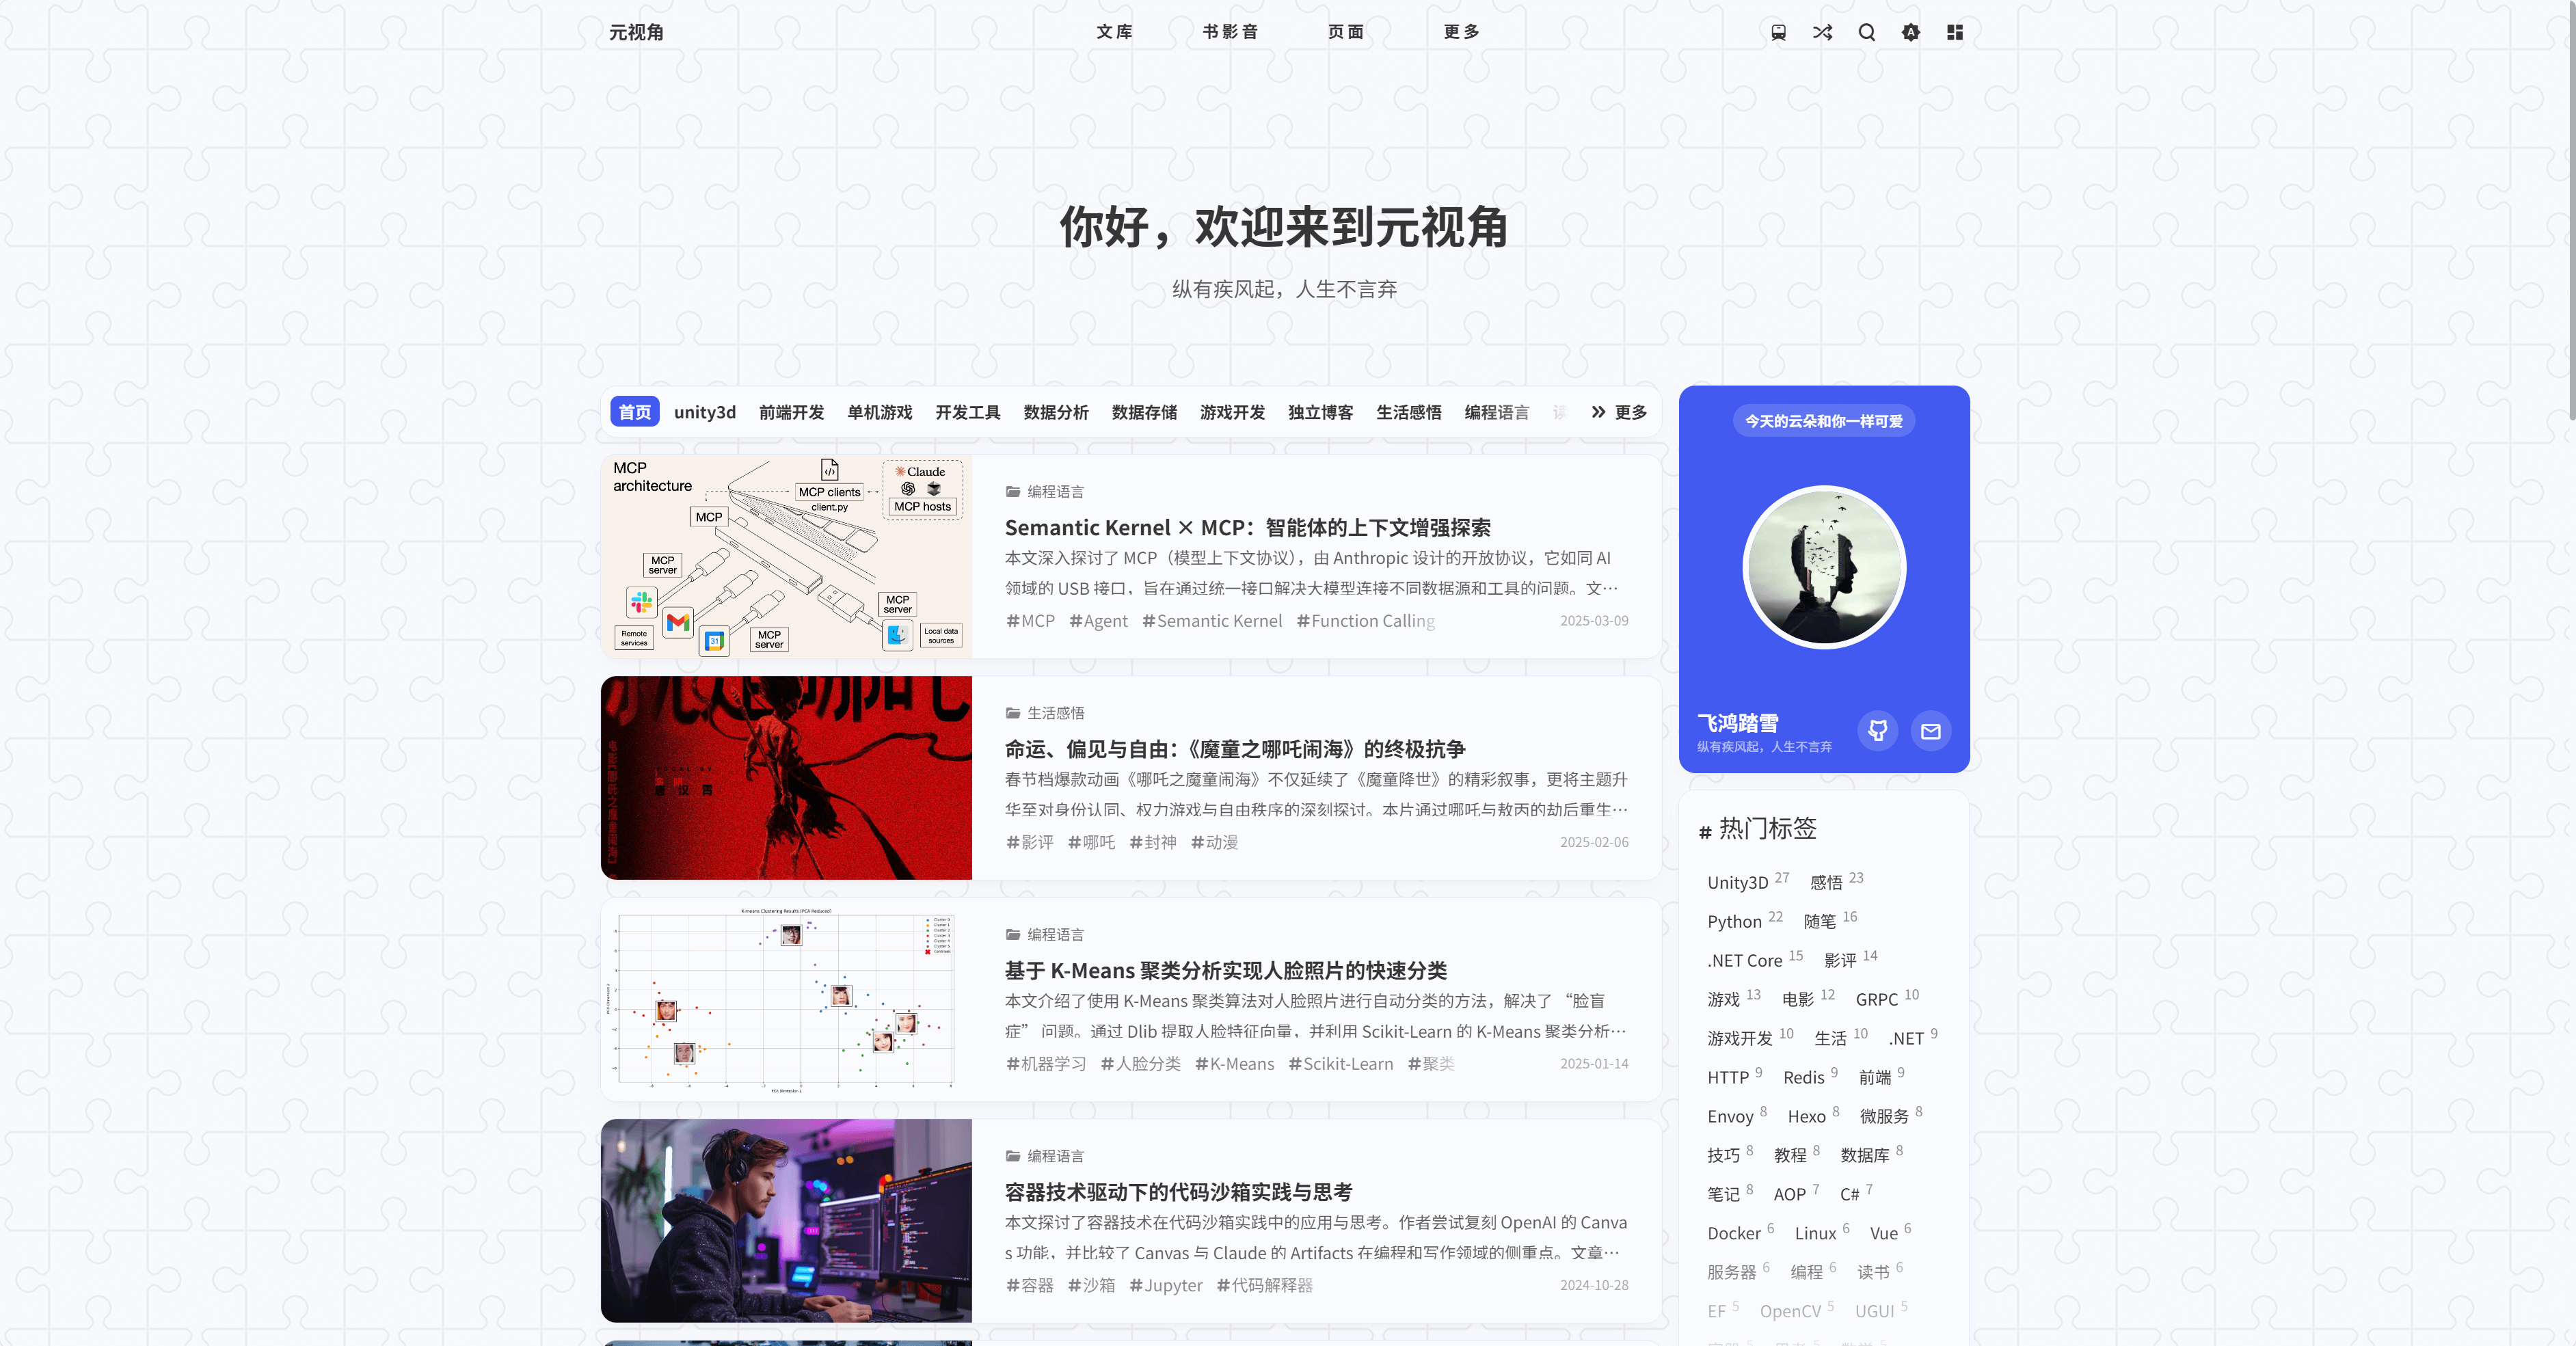 元视角
文库 书影音 页面 更多
你好，欢迎来到元视角
纵有疾风起，人生不言弃
首页 unity3d 前端开发 单机游戏 开发工具 数据分析 数据存储 游戏开发 独立博客 生活感悟 编程语言 更多
MCP architecture
MCP clients
client.py
Claude
MCP hosts
MCP
MCP server
Remote services
31
MCP server
MCP server
Local data sources
编程语言
Semantic Kernel × MCP：智能体的上下文增强探索
本文深入探讨了 MCP（模型上下文协议），由 Anthropic 设计的开放协议，它如同 AI
领域的 USB 接口，旨在通过统一接口解决大模型连接不同数据源和工具的问题。文…
#MCP #Agent #Semantic Kernel #Function Calling
2025-03-09
生活感悟
命运、偏见与自由：《魔童之哪吒闹海》的终极抗争
春节档爆款动画《哪吒之魔童闹海》不仅延续了《魔童降世》的精彩叙事，更将主题升
华至对身份认同、权力游戏与自由秩序的深刻探讨。本片通过哪吒与敖丙的劫后重生…
#影评 #哪吒 #封神 #动漫
2025-02-06
K-means Clustering Results (PCA Reduced)
编程语言
基于 K-Means 聚类分析实现人脸照片的快速分类
本文介绍了使用 K-Means 聚类算法对人脸照片进行自动分类的方法，解决了 “脸盲
症” 问题。通过 Dlib 提取人脸特征向量，并利用 Scikit-Learn 的 K-Means 聚类分析…
#机器学习 #人脸分类 #K-Means #Scikit-Learn #聚类
2025-01-14
编程语言
容器技术驱动下的代码沙箱实践与思考
本文探讨了容器技术在代码沙箱实践中的应用与思考。作者尝试复刻 OpenAI 的 Canva
s 功能，并比较了 Canvas 与 Claude 的 Artifacts 在编程和写作领域的侧重点。文章…
#容器 #沙箱 #Jupyter #代码解释器
2024-10-28
今天的云朵和你一样可爱
飞鸿踏雪
纵有疾风起，人生不言弃
# 热门标签
Unity3D 27 感悟 23
Python 22 随笔 16
.NET Core 15 影评 14
游戏 13 电影 12 GRPC 10
游戏开发 10 生活 10 .NET 9
HTTP 9 Redis 9 前端 9
Envoy 8 Hexo 8 微服务 8
技巧 8 教程 8 数据库 8
笔记 8 AOP 7 C# 7
Docker 6 Linux 6 Vue 6
服务器 6 编程 6 读书 6
EF 5 OpenCV 5 UGUI 5